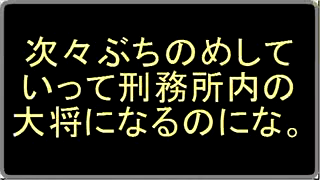 次々ぶちのめして
いって刑務所内の
大将になるのにな。